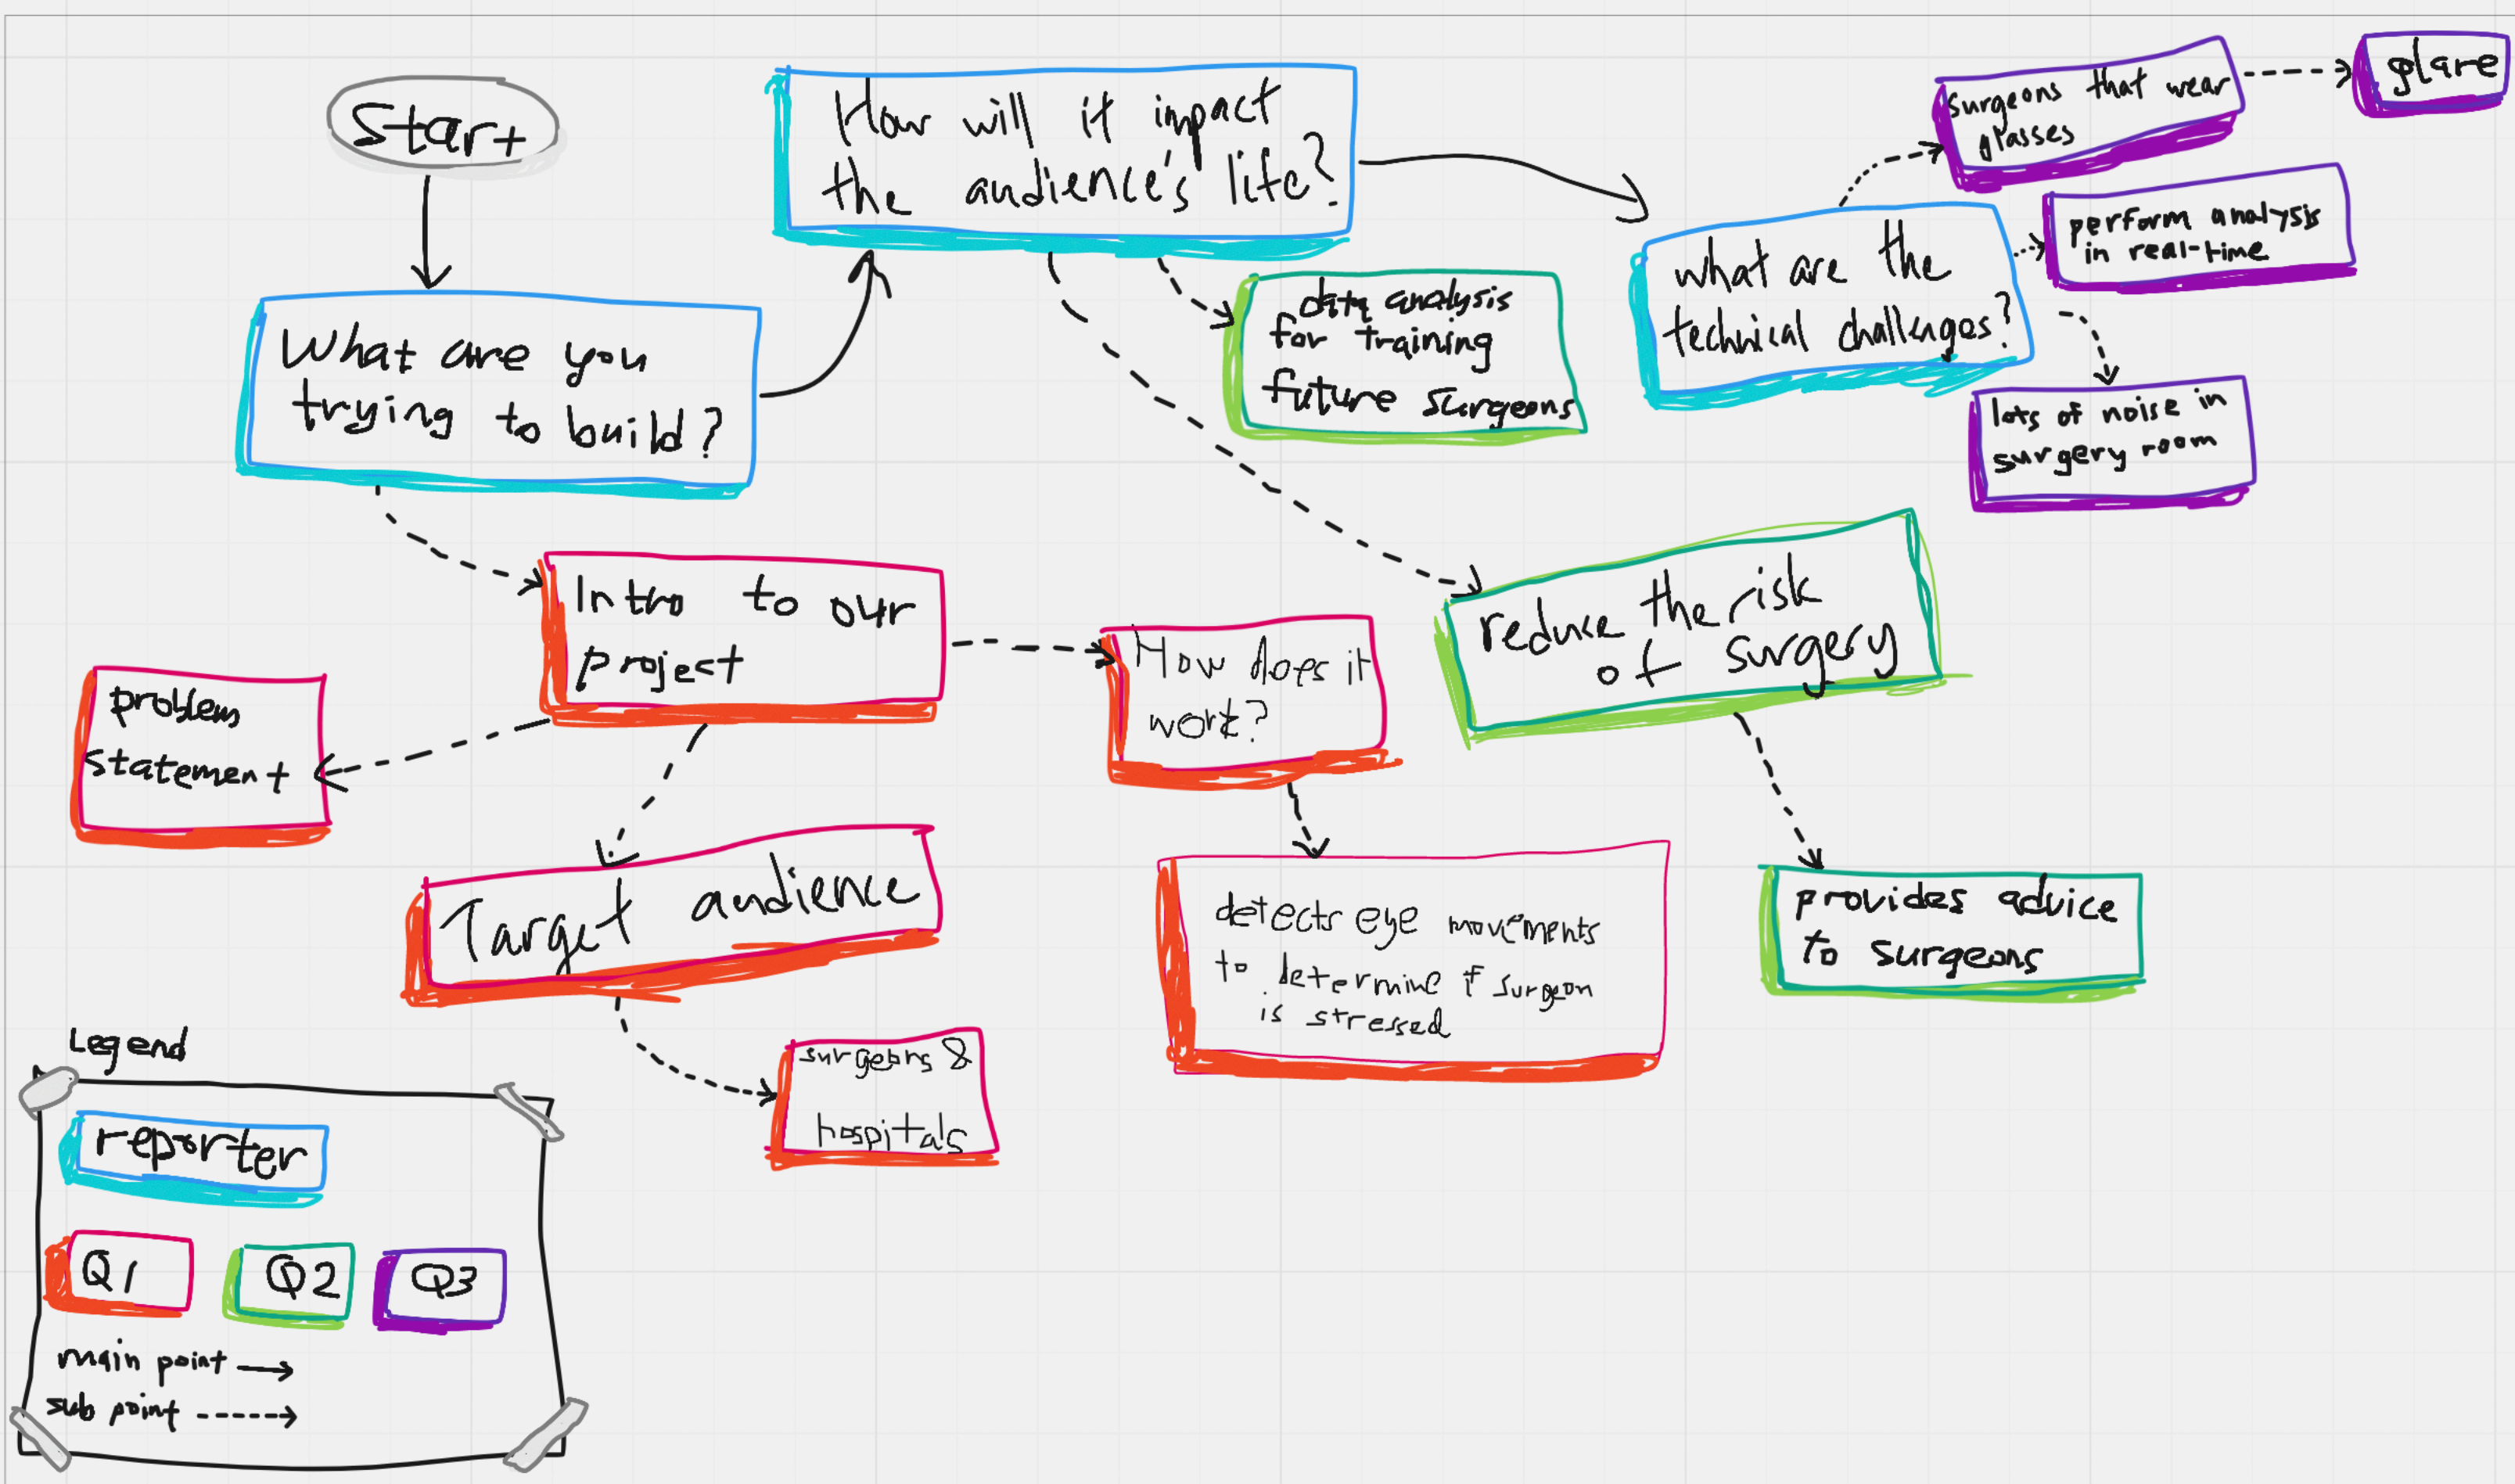 Start
What are you
trying to build?
How will it impact
the audience's life?
data analysis
for training
future surgeons
what are the
technical challenges?
surgeons that wear
glasses
glare
perform analysis
in real-time
lots of noise in
surgery room
Intro to our
project
problem
statement
How does it
work?
reduce the risk
of surgery
Target audience
detects eye movements
to determine if surgeon
is stressed
provides advice
to surgeons
surgeons &
hospitals
Legend
reporter
Q1
Q2
Q3
main point
sub point